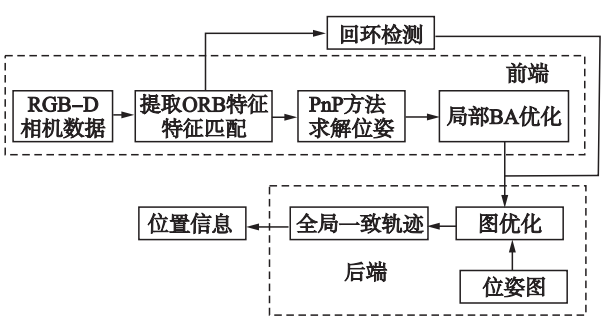 回环检测
前端
RGB-D
相机数据
提取ORB特征
特征匹配
PnP方法
求解位姿
局部BA优化
位置信息
全局一致轨迹
图优化
后端
位姿图